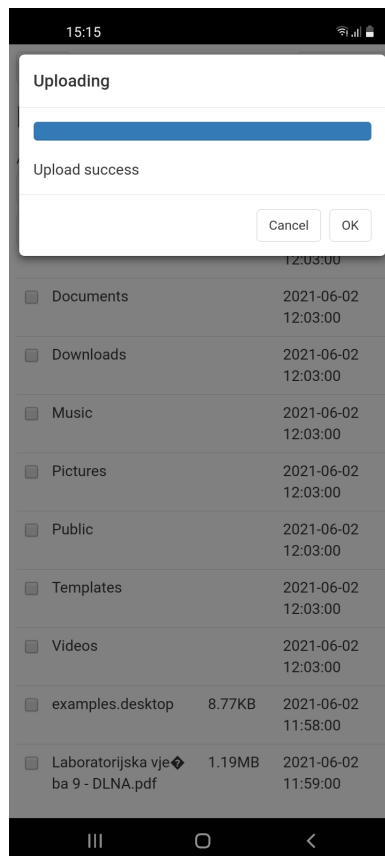 15:15
Uploading
Upload success
Cancel OK
12:03:00
Documents 2021-06-02
12:03:00
Downloads 2021-06-02
12:03:00
Music 2021-06-02
12:03:00
Pictures 2021-06-02
12:03:00
Public 2021-06-02
12:03:00
Templates 2021-06-02
12:03:00
Videos 2021-06-02
12:03:00
examples.desktop 8.77KB 2021-06-02
11:58:00
Laboratorijska vje� 1.19MB 2021-06-02
ba 9 - DLNA.pdf 11:59:00